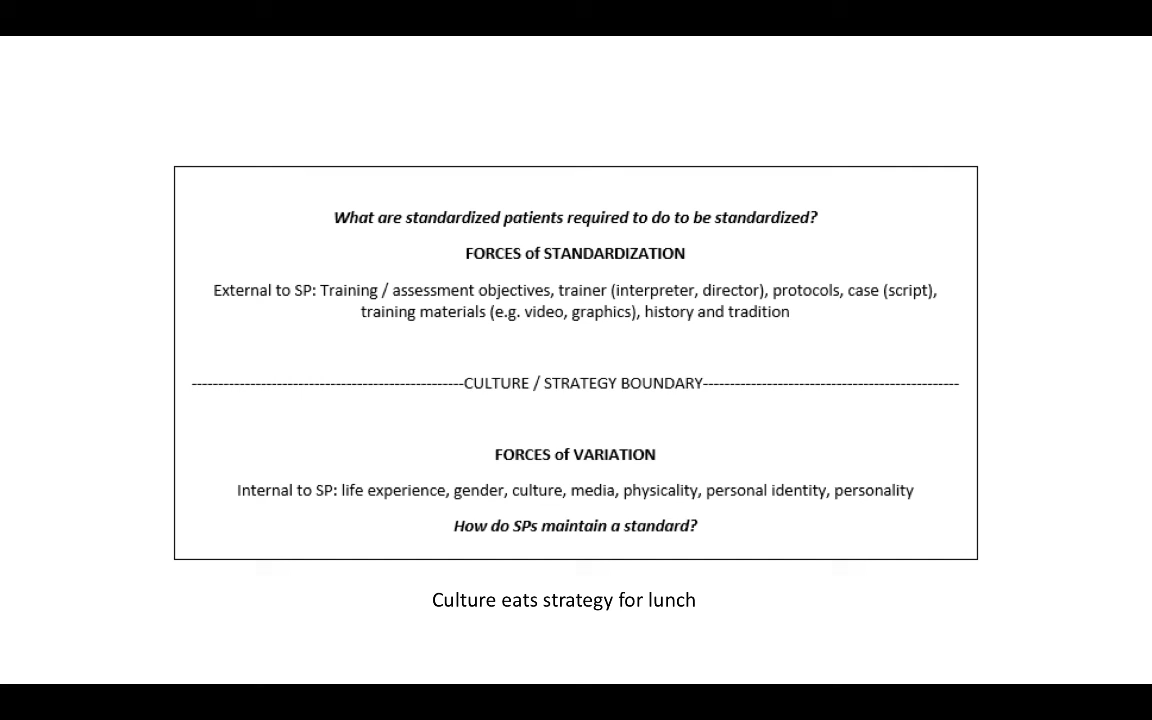 What are standardized patients required to do to be standardized?
FORCES of STANDARDIZATION
External to SP: Training / assessment objectives, trainer (interpreter, director), protocols, case (script),
training materials (e.g. video, graphics), history and tradition
----------------------------------------------------CULTURE / STRATEGY BOUNDARY-------------------------------------------------
FORCES of VARIATION
Internal to SP: life experience, gender, culture, media, physicality, personal identity, personality
How do SPs maintain a standard?
Culture eats strategy for lunch